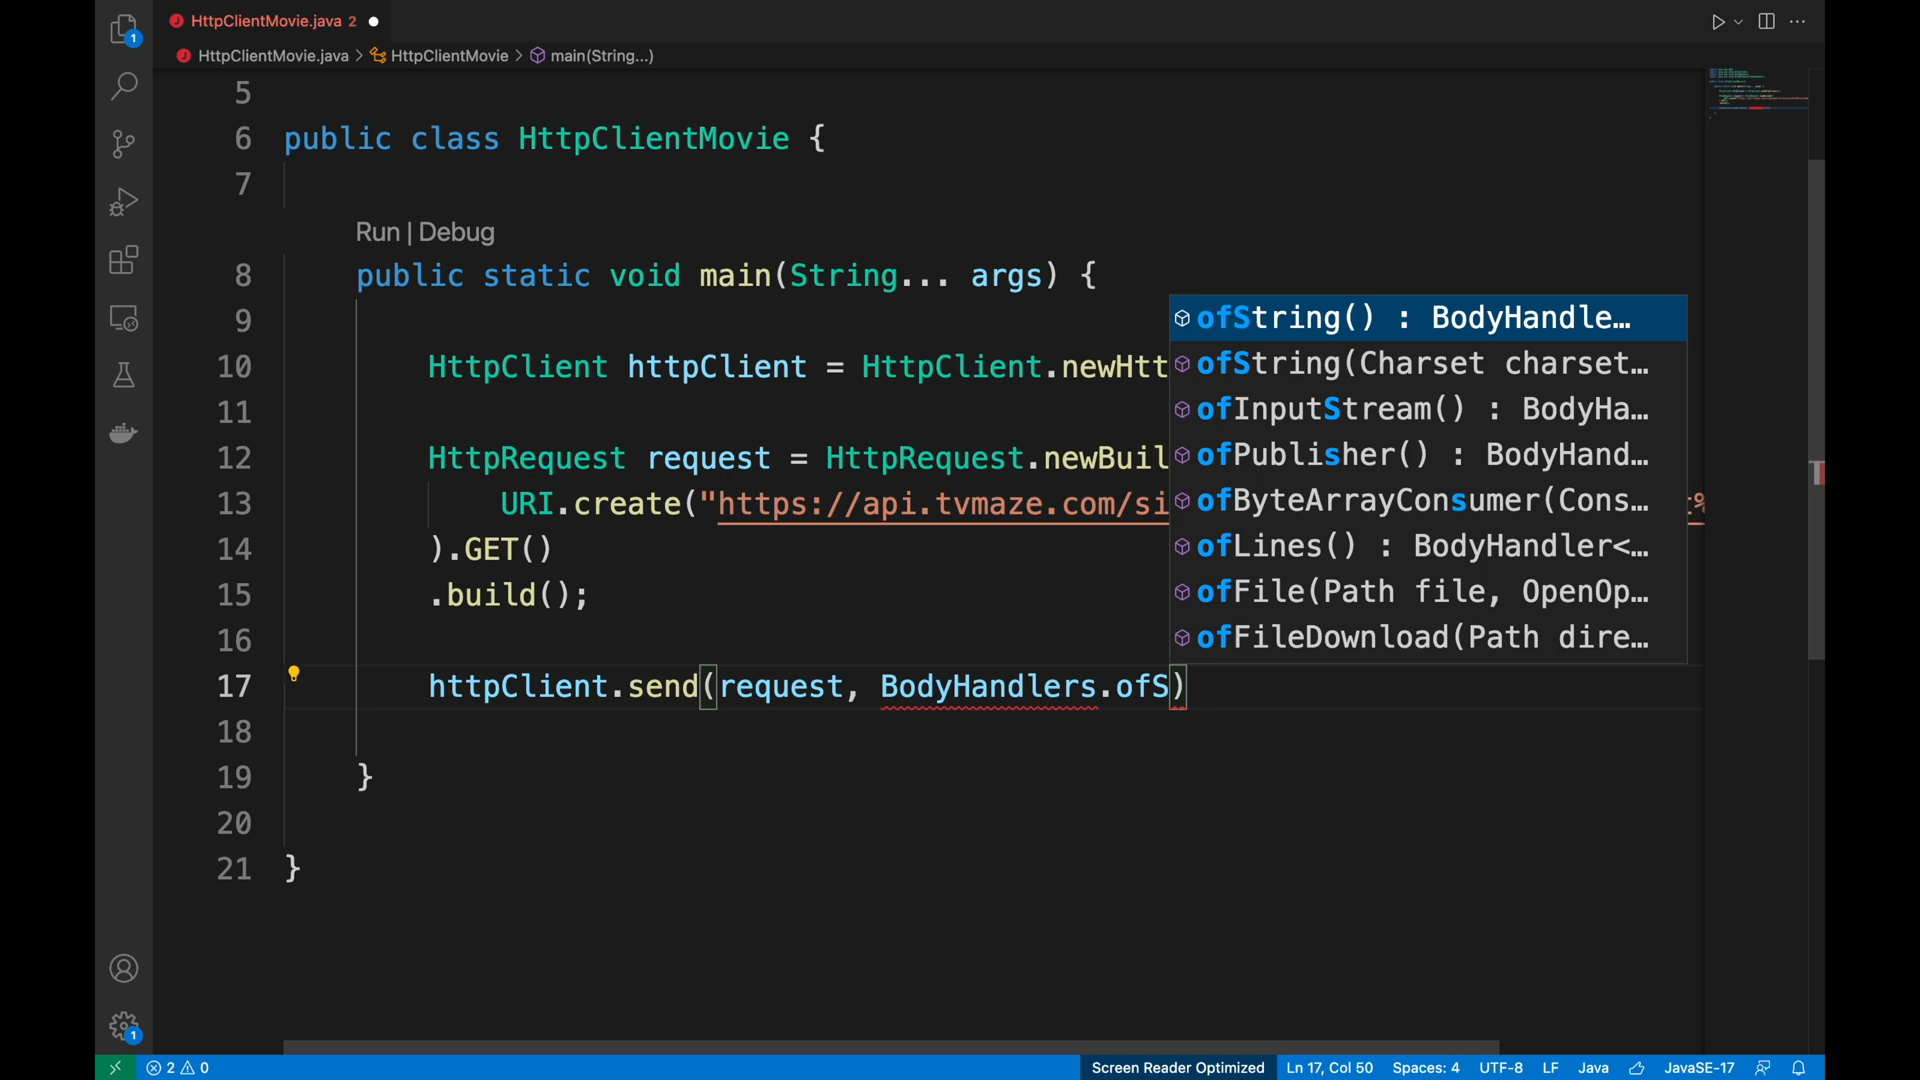 HttpClientMovie.java 2
HttpClientMovie.java > HttpClientMovie > main(String...)
1
5
6 public class HttpClientMovie {
7
Run | Debug
8 public static void main(String... args) {
9
10 HttpClient httpClient = HttpClient.newHtt
11
12 HttpRequest request = HttpRequest.newBuil
13 URI.create("https://api.tvmaze.com/si
14 ).GET()
15 .build();
16
17 httpClient.send(request, BodyHandlers.ofS)
18
19 }
20
21 }
ofString() : BodyHandle…
ofString(Charset charset…
ofInputStream() : BodyHa…
ofPublisher() : BodyHand…
ofByteArrayConsumer(Cons…
ofLines() : BodyHandler<…
ofFile(Path file, OpenOp…
ofFileDownload(Path dire…
1
2 0 Screen Reader Optimized Ln 17, Col 50 Spaces: 4 UTF-8 LF Java JavaSE-17